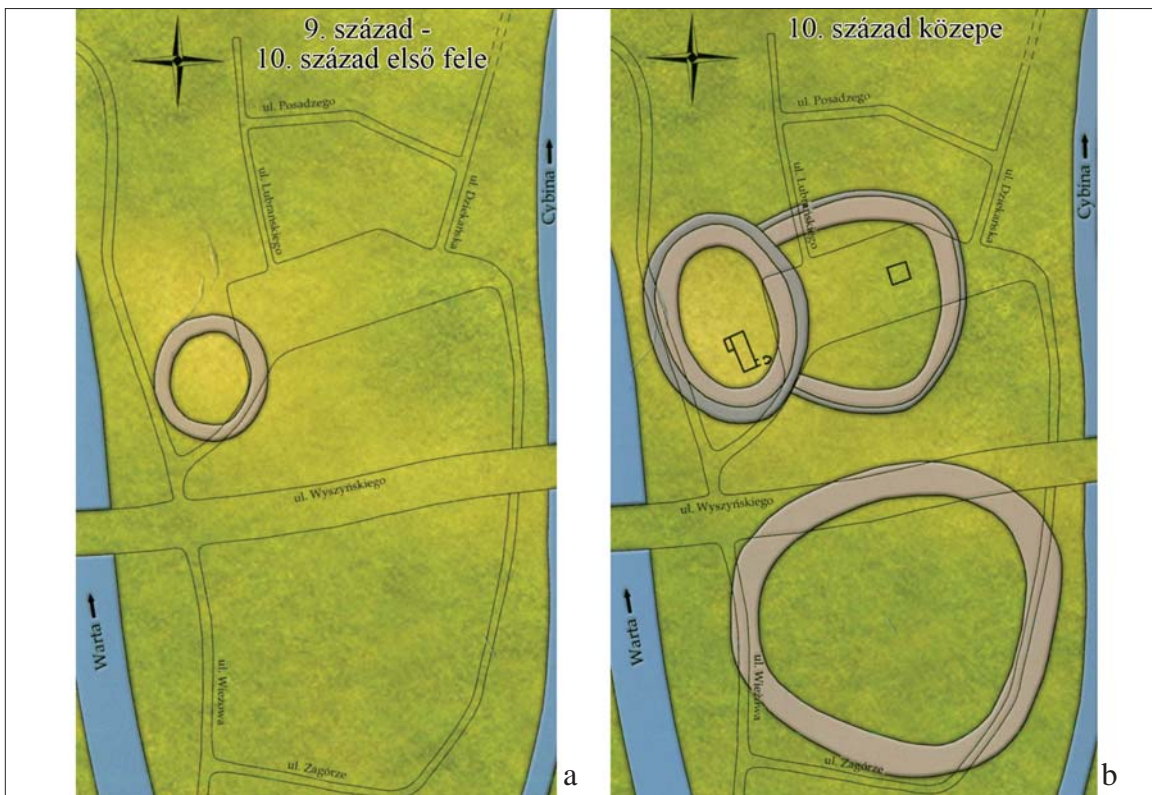 9. század -
10. század első fele
ul. Posadzego
ul. Lubrańskiego
ul. Dziekańska
Cybina →
ul. Wyszyńskiego
Warta →
ul. Wieżowa
ul. Zagórze
a
10. század közepe
ul. Posadzego
ul. Lubrańskiego
ul. Dziekańska
Cybina →
ul. Wyszyńskiego
Warta →
ul. Wieżowa
ul. Zagórze
b